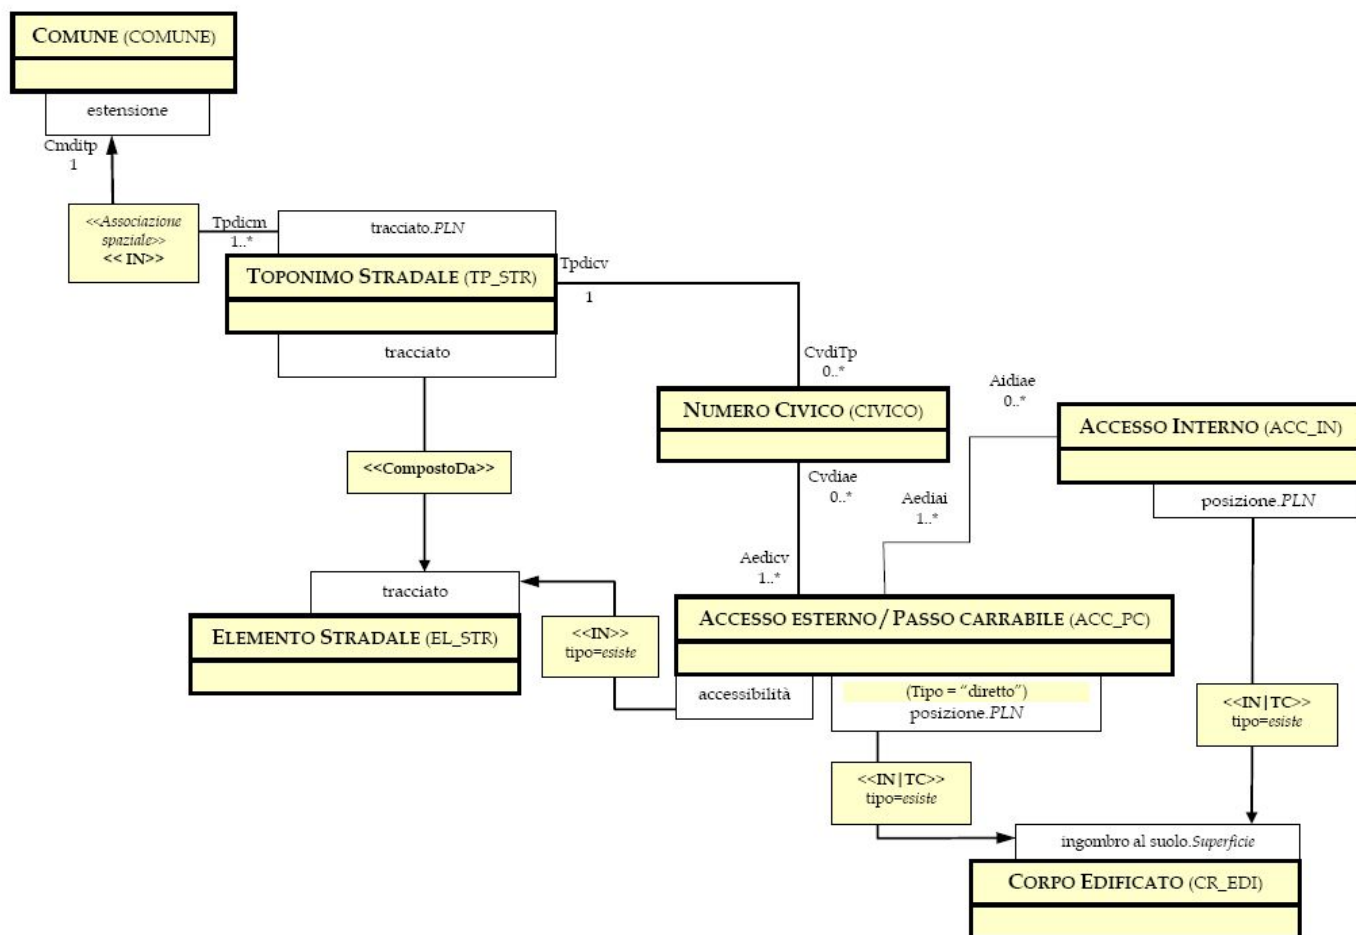 COMUNE (COMUNE)
estensione
Cmditp
1
<<Associazione
spaziale>>
<< IN>>
Tpdicm
1..*
tracciato.PLN
TOPONIMO STRADALE (TP_STR)
Tpdicv
1
tracciato
CvdiTp
0..*
Aidiae
0..*
NUMERO CIVICO (CIVICO)
ACCESSO INTERNO (ACC_IN)
<<CompostoDa>>
Cvdiae
0..*
Aediai
1..*
posizione.PLN
Aedicv
1..*
tracciato
ELEMENTO STRADALE (EL_STR)
<<IN>>
tipo=esiste
ACCESSO ESTERNO / PASSO CARRABILE (ACC_PC)
accessibilità
(Tipo = “diretto”)
posizione.PLN
<<IN|TC>>
tipo=esiste
<<IN|TC>>
tipo=esiste
ingombro al suolo.Superficie
CORPO EDIFICATO (CR_EDI)